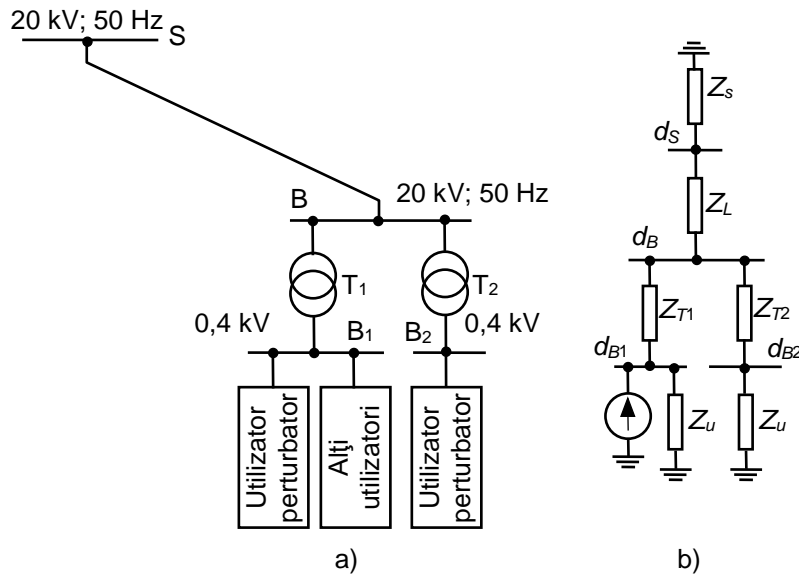 20 kV; 50 Hz
S
B
20 kV; 50 Hz
T1
T2
0,4 kV
B1
B2
0,4 kV
Utilizator
perturbator
Alţi
utilizatori
Utilizator
perturbator
a)
Zs
dS
ZL
dB
ZT1
ZT2
dB1
dB2
Zu
Zu
b)